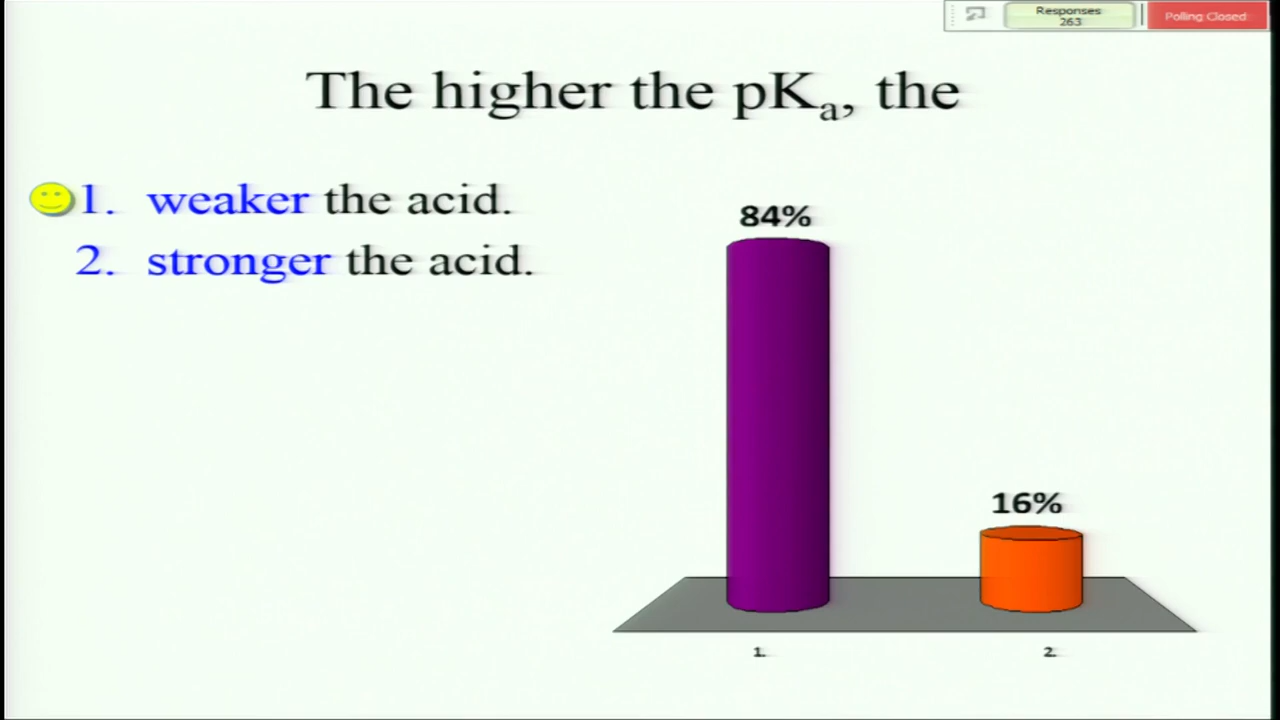 Responses
263
Polling Closed
The higher the pKa, the
1. weaker the acid.
2. stronger the acid.
84%
16%
1.
2.